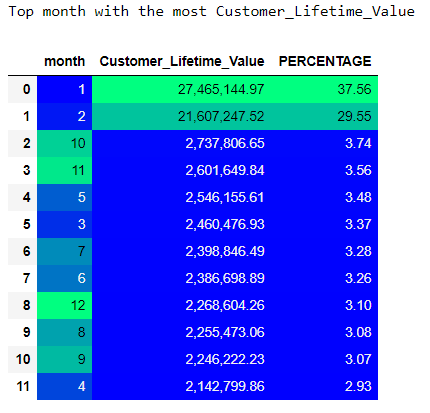 Top month with the most Customer_Lifetime_Value
month Customer_Lifetime_Value PERCENTAGE
0 1 27,465,144.97 37.56
1 2 21,607,247.52 29.55
2 10 2,737,806.65 3.74
3 11 2,601,649.84 3.56
4 5 2,546,155.61 3.48
5 3 2,460,476.93 3.37
6 7 2,398,846.49 3.28
7 6 2,386,698.89 3.26
8 12 2,268,604.26 3.10
9 8 2,255,473.06 3.08
10 9 2,246,222.23 3.07
11 4 2,142,799.86 2.93